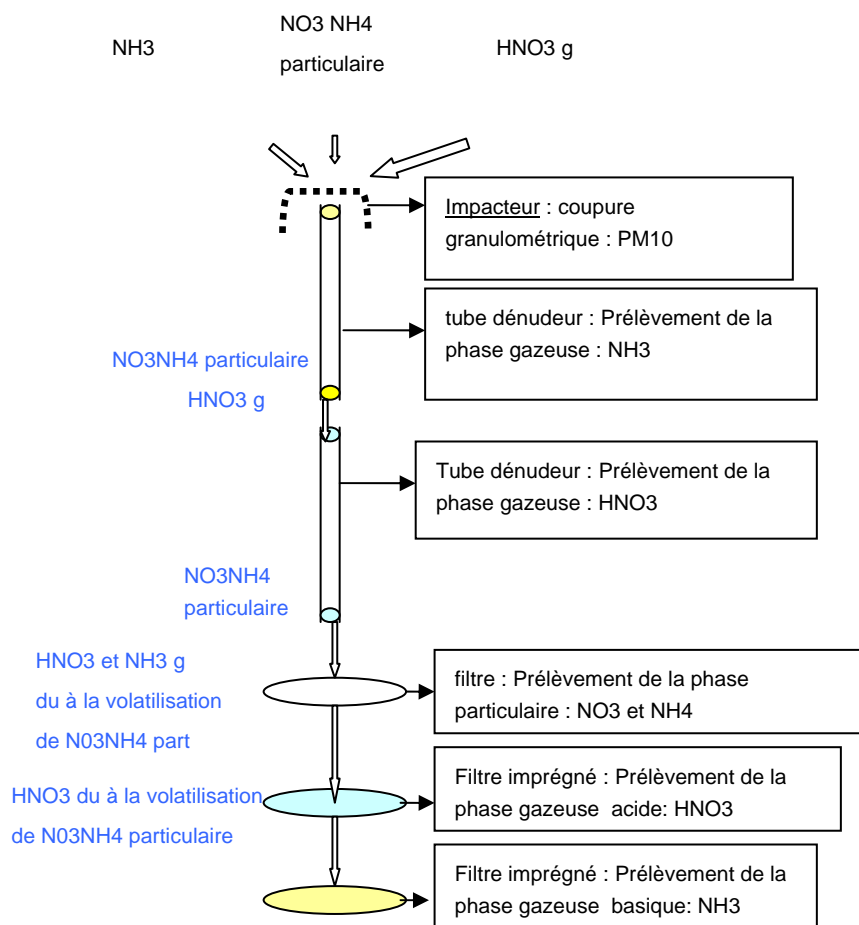 NH3
NO3 NH4
particulaire
HNO3 g
Impacteur : coupure
granulométrique : PM10
tube dénudeur : Prélèvement de la
phase gazeuse : NH3
NO3NH4 particulaire
HNO3 g
Tube dénudeur : Prélèvement de la
phase gazeuse : HNO3
NO3NH4
particulaire
HNO3 et NH3 g
du à la volatilisation
de N03NH4 part
filtre : Prélèvement de la phase
particulaire : NO3 et NH4
HNO3 du à la volatilisation
de N03NH4 particulaire
Filtre imprégné : Prélèvement de la
phase gazeuse  acide: HNO3
Filtre imprégné : Prélèvement de la
phase gazeuse  basique: NH3